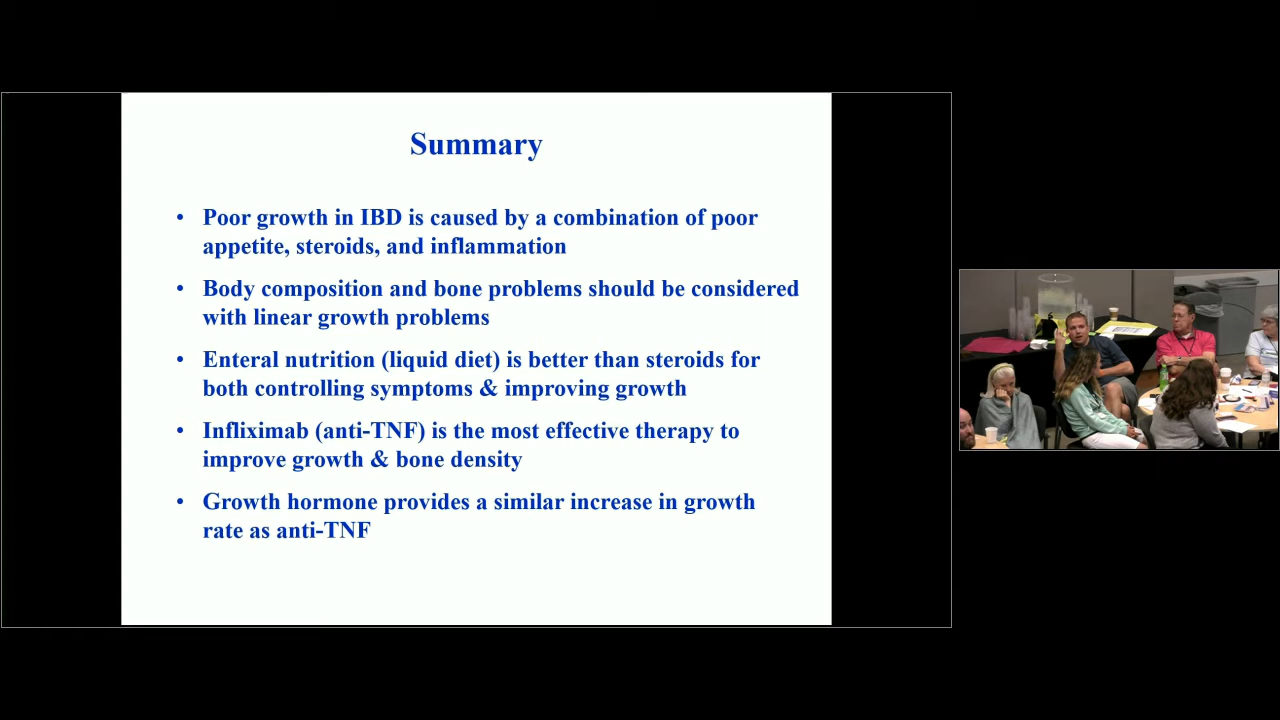 Summary
• Poor growth in IBD is caused by a combination of poor
appetite, steroids, and inflammation
• Body composition and bone problems should be considered
with linear growth problems
• Enteral nutrition (liquid diet) is better than steroids for
both controlling symptoms & improving growth
• Infliximab (anti-TNF) is the most effective therapy to
improve growth & bone density
• Growth hormone provides a similar increase in growth
rate as anti-TNF